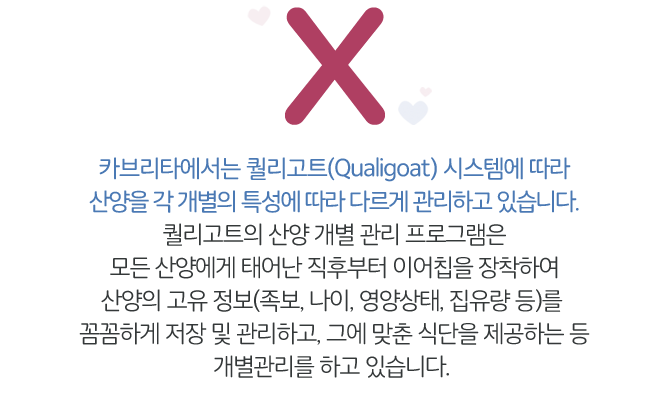 X
카브리타에서는 퀄리고트(Qualigoat) 시스템에 따라
산양을 각 개별의 특성에 따라 다르게 관리하고 있습니다.
퀄리고트의 산양 개별 관리 프로그램은
모든 산양에게 태어난 직후부터 이어칩을 장착하여
산양의 고유 정보(족보, 나이, 영양상태, 집유량 등)를
꼼꼼하게 저장 및 관리하고, 그에 맞춘 식단을 제공하는 등
개별관리를 하고 있습니다.